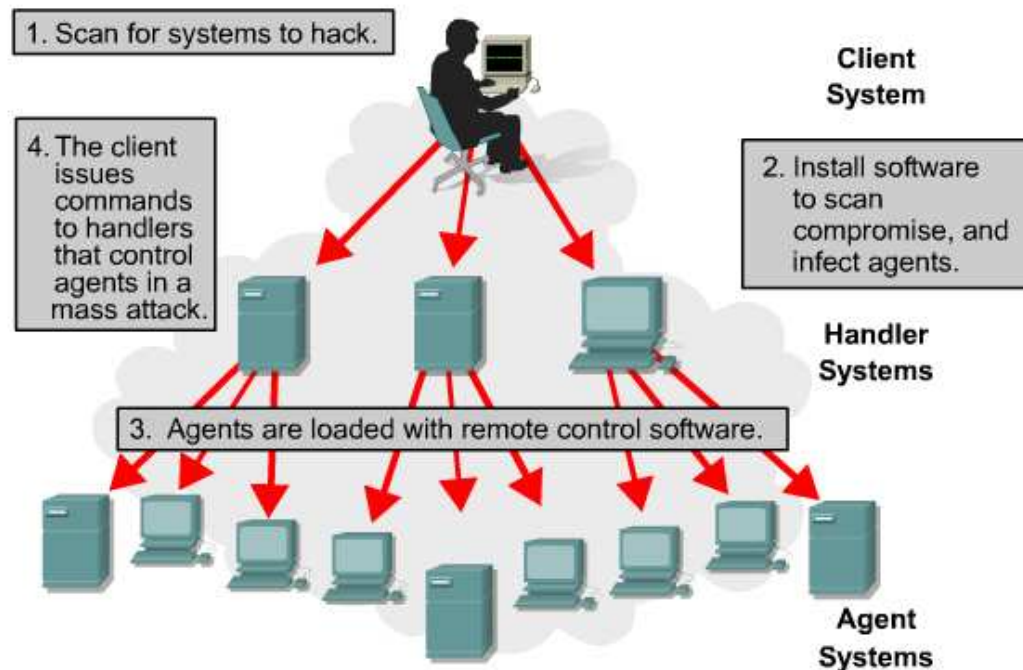 1. Scan for systems to hack.
Client
System
4. The client
issues
commands
to handlers
that control
agents in a
mass attack.
2. Install software
to scan
compromise, and
infect agents.
Handler
Systems
3. Agents are loaded with remote control software.
Agent
Systems